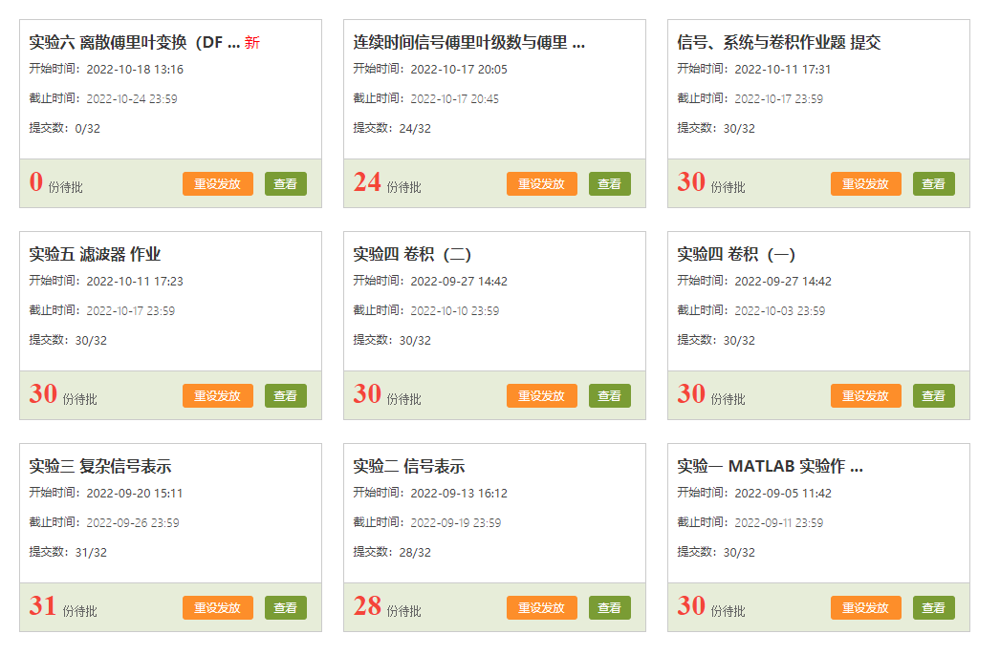 实验六 离散傅里叶变换（DF ... 新
开始时间：2022-10-18 13:16
截止时间：2022-10-24 23:59
提交数：0/32
0 份待批 重设发放 查看
连续时间信号傅里叶级数与傅里 ...
开始时间：2022-10-17 20:05
截止时间：2022-10-17 20:45
提交数：24/32
24 份待批 重设发放 查看
信号、系统与卷积作业题 提交
开始时间：2022-10-11 17:31
截止时间：2022-10-17 23:59
提交数：30/32
30 份待批 重设发放 查看
实验五 滤波器 作业
开始时间：2022-10-11 17:23
截止时间：2022-10-17 23:59
提交数：30/32
30 份待批 重设发放 查看
实验四 卷积（二）
开始时间：2022-09-27 14:42
截止时间：2022-10-10 23:59
提交数：30/32
30 份待批 重设发放 查看
实验四 卷积（一）
开始时间：2022-09-27 14:42
截止时间：2022-10-03 23:59
提交数：30/32
30 份待批 重设发放 查看
实验三 复杂信号表示
开始时间：2022-09-20 15:11
截止时间：2022-09-26 23:59
提交数：31/32
31 份待批 重设发放 查看
实验二 信号表示
开始时间：2022-09-13 16:12
截止时间：2022-09-19 23:59
提交数：28/32
28 份待批 重设发放 查看
实验一 MATLAB 实验作 ...
开始时间：2022-09-05 11:42
截止时间：2022-09-11 23:59
提交数：30/32
30 份待批 重设发放 查看